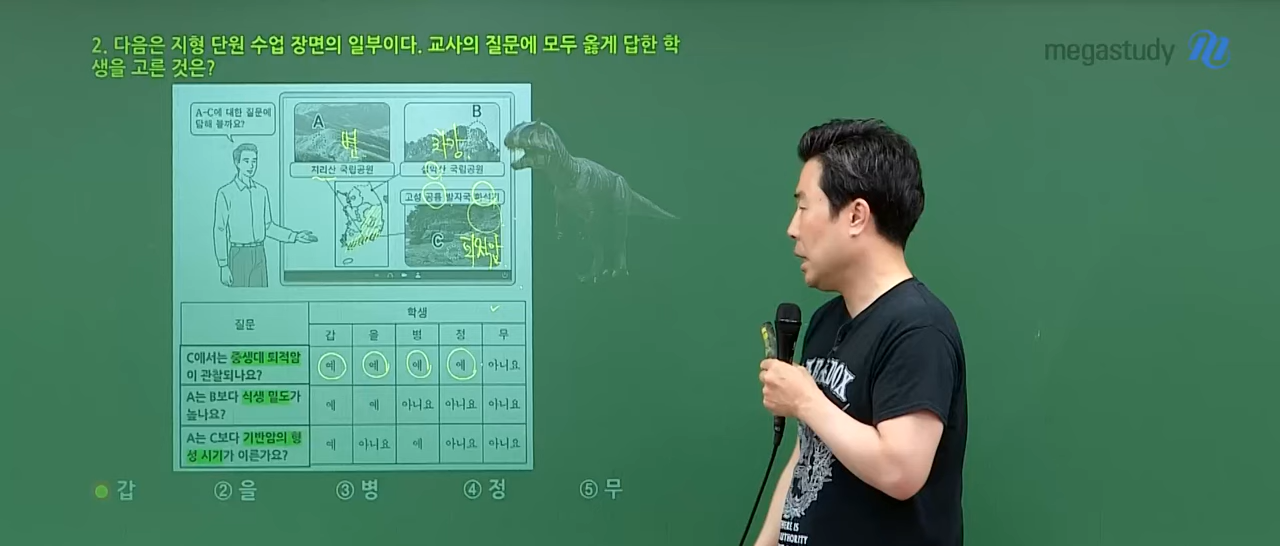 2. 다음은 지형 단원 수업 장면의 일부이다. 교사의 질문에 모두 옳게 답한 학
생을 고른 것은?
megastudy
A~C에 대한 질문에
답해 볼까요?
A
변
B
화강
지리산 국립공원
설악산 국립공원
고성 공룡 발자국 화석지
C
퇴적암
질문
학생
갑 을 병 정 무
C에서는 중생대 퇴적암
이 관찰되나요?
예 예 예 예 아니요
A는 B보다 식생 밀도가
높나요?
예 예 아니요 아니요 아니요
A는 C보다 기반암의 형
성 시기가 이른가요?
예 아니요 예 아니요 아니요
갑 ② 을 ③ 병 ④ 정 ⑤ 무